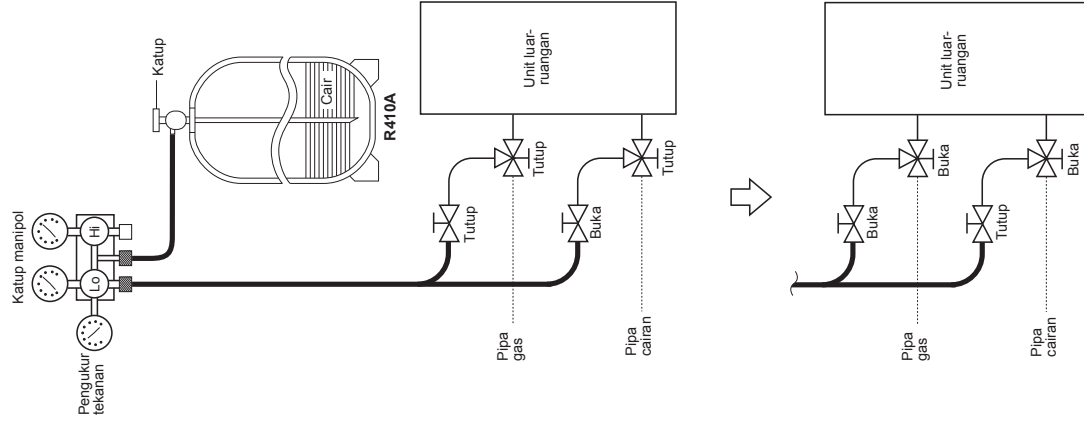 Katup manipol
Pengukur
tekanan
Lo
Hi
Katup
Cair
R410A
Unit luar-
ruangan
Tutup
Tutup
Buka
Tutup
Pipa
gas
Pipa
cairan
Unit luar-
ruangan
Buka
Buka
Tutup
Buka
Pipa
gas
Pipa
cairan